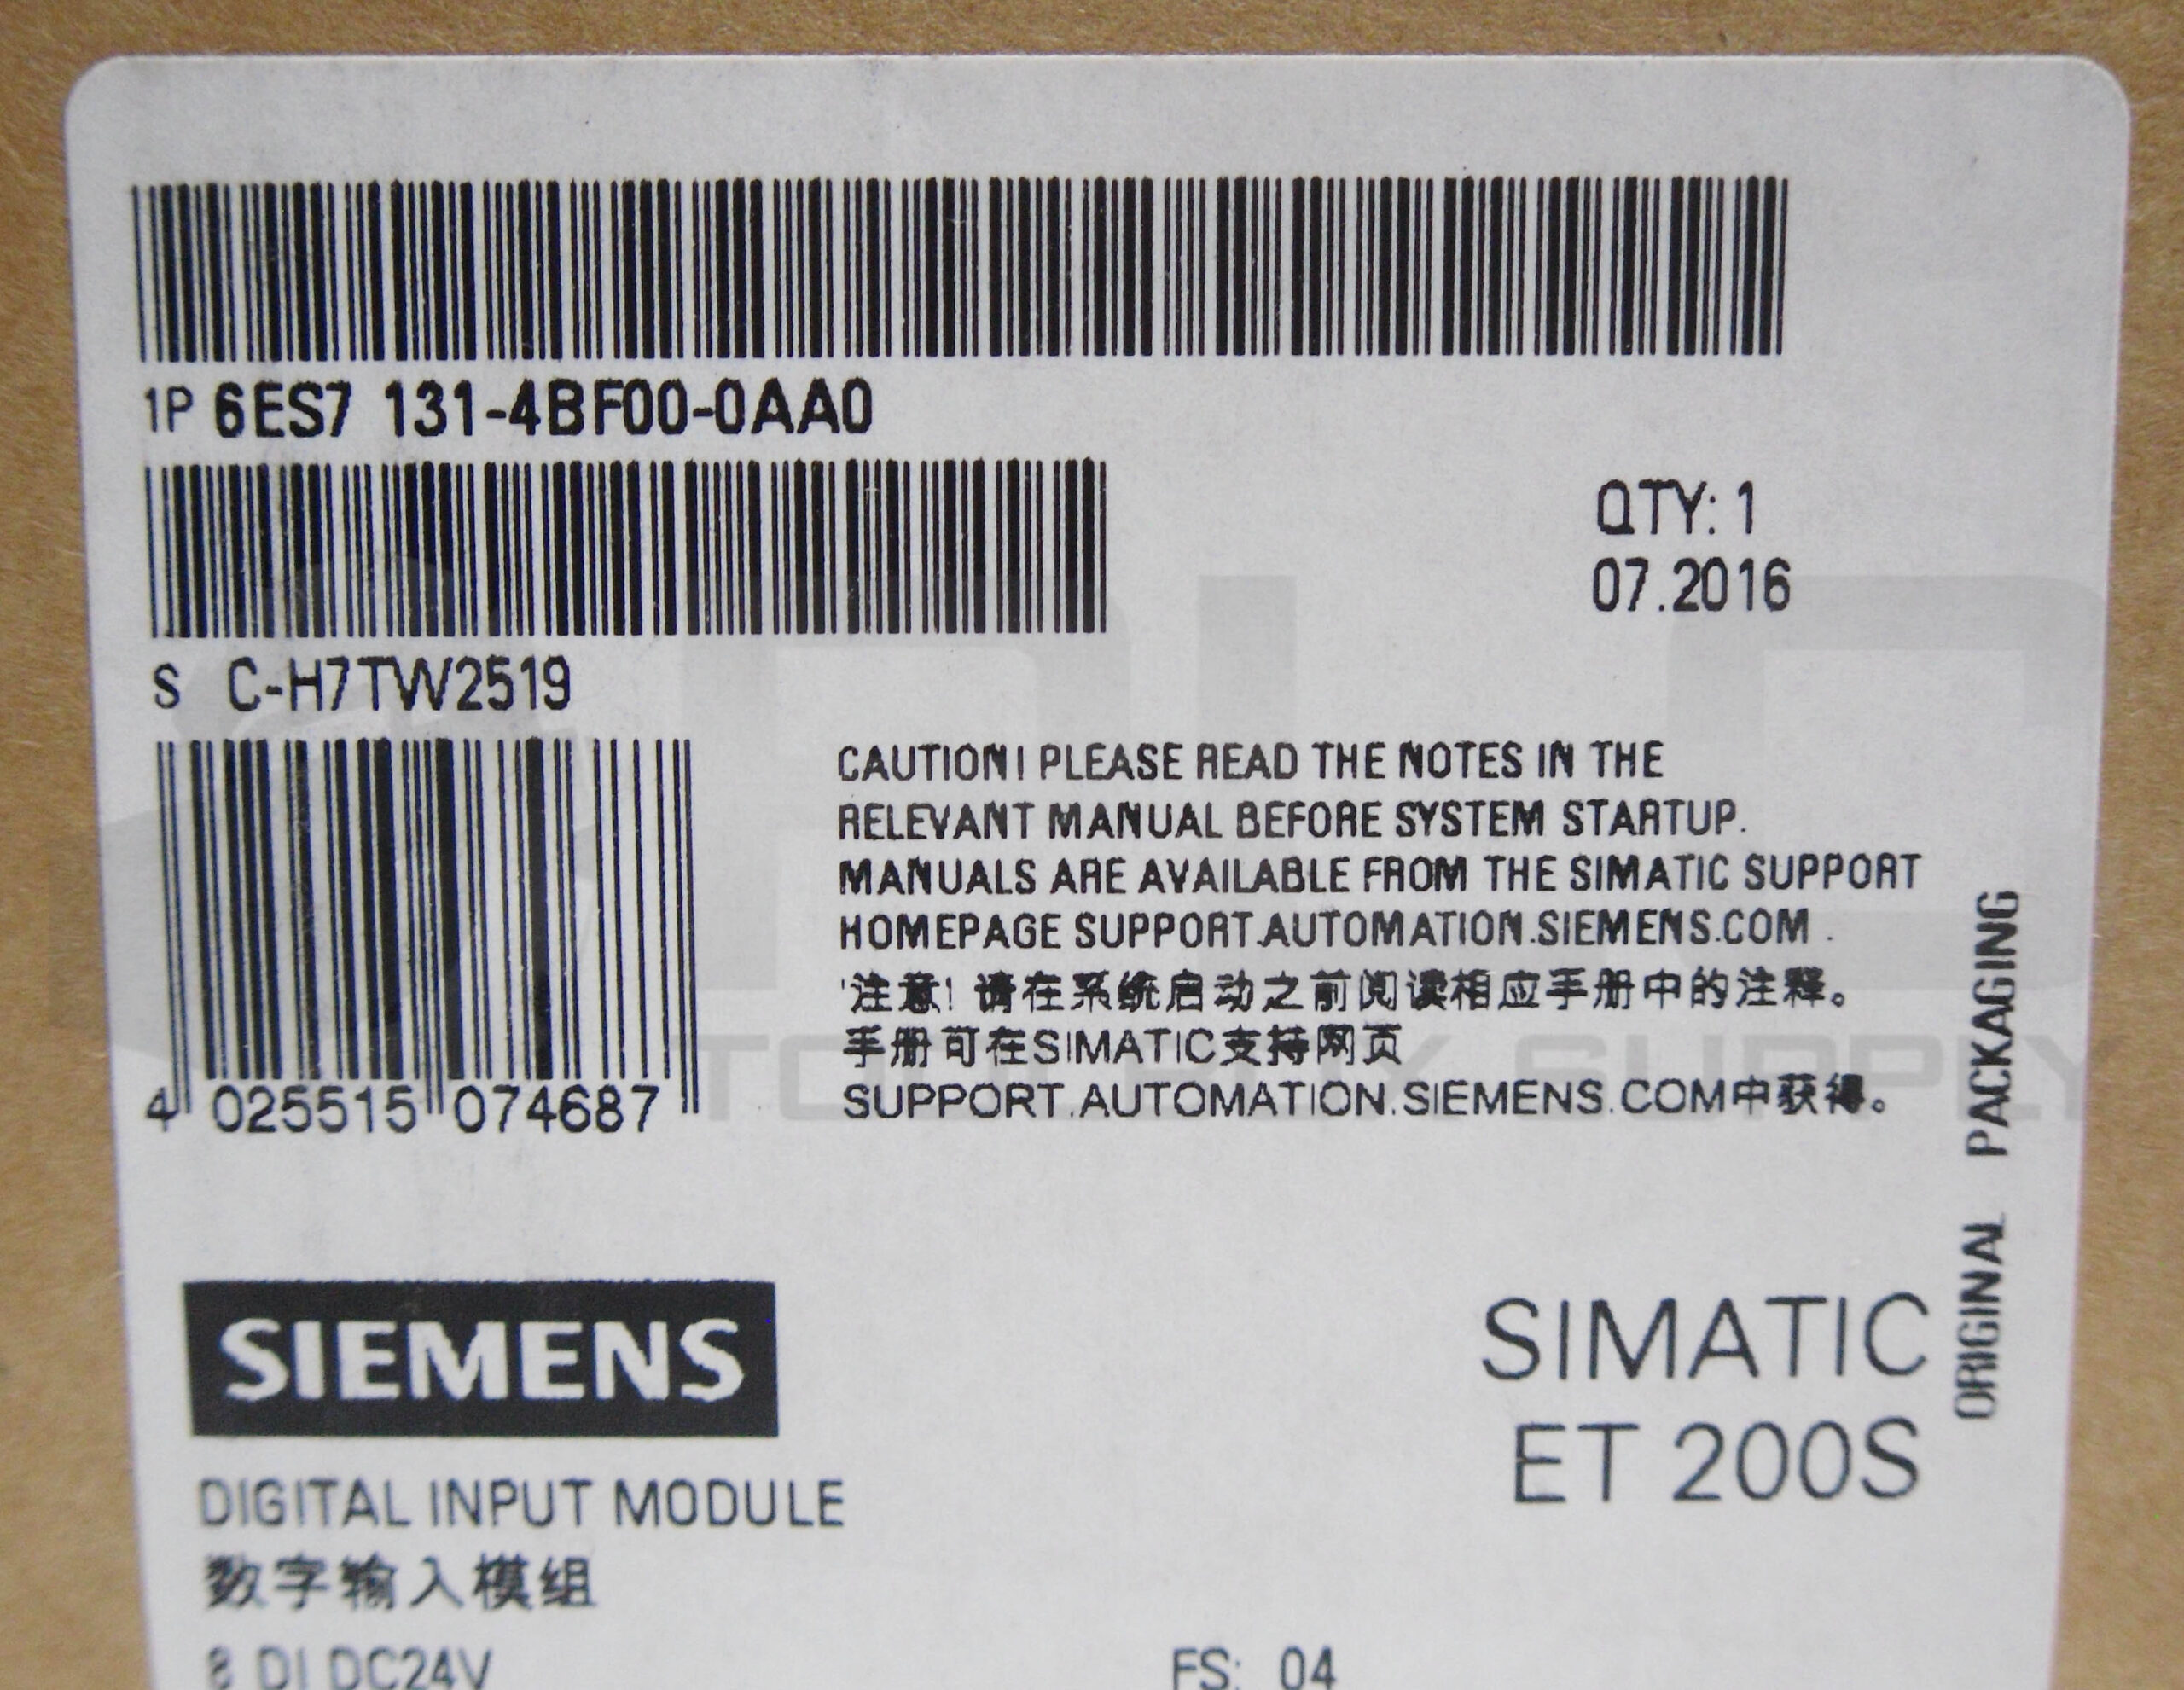 1P 6ES7 131-4BF00-0AA0
QTY: 1
07.2016
S C-H7TW2519
CAUTION! PLEASE READ THE NOTES IN THE
RELEVANT MANUAL BEFORE SYSTEM STARTUP.
MANUALS ARE AVAILABLE FROM THE SIMATIC SUPPORT
HOMEPAGE SUPPORT.AUTOMATION.SIEMENS.COM .
注意! 请在系统启动之前阅读相应手册中的注释。
手册可在SIMATIC支持网页
SUPPORT.AUTOMATION.SIEMENS.COM中获得。
4 025515 074687
ORIGINAL PACKAGING
SIEMENS
SIMATIC
ET 200S
DIGITAL INPUT MODULE
数字输入模组
8 DI DC24V
FS: 04